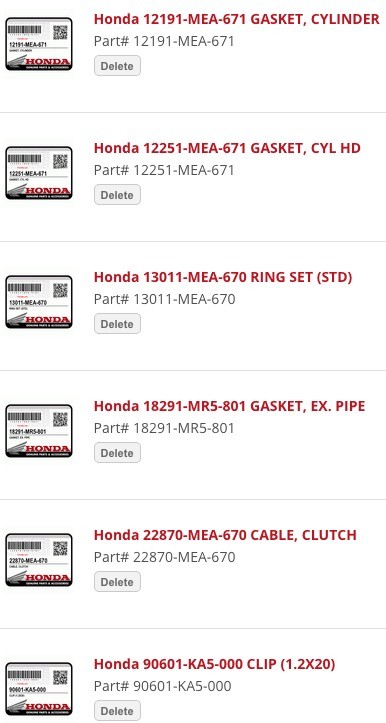 Honda 12191-MEA-671 GASKET, CYLINDER
Part# 12191-MEA-671
12191-MEA-671
HONDA
Delete
Honda 12251-MEA-671 GASKET, CYL HD
Part# 12251-MEA-671
12251-MEA-671
HONDA
Delete
Honda 13011-MEA-670 RING SET (STD)
Part# 13011-MEA-670
13011-MEA-670
HONDA
Delete
Honda 18291-MR5-801 GASKET, EX. PIPE
Part# 18291-MR5-801
18291-MR5-801
HONDA
Delete
Honda 22870-MEA-670 CABLE, CLUTCH
Part# 22870-MEA-670
22870-MEA-670
HONDA
Delete
Honda 90601-KA5-000 CLIP (1.2X20)
Part# 90601-KA5-000
90601-KA5-000
HONDA
Delete